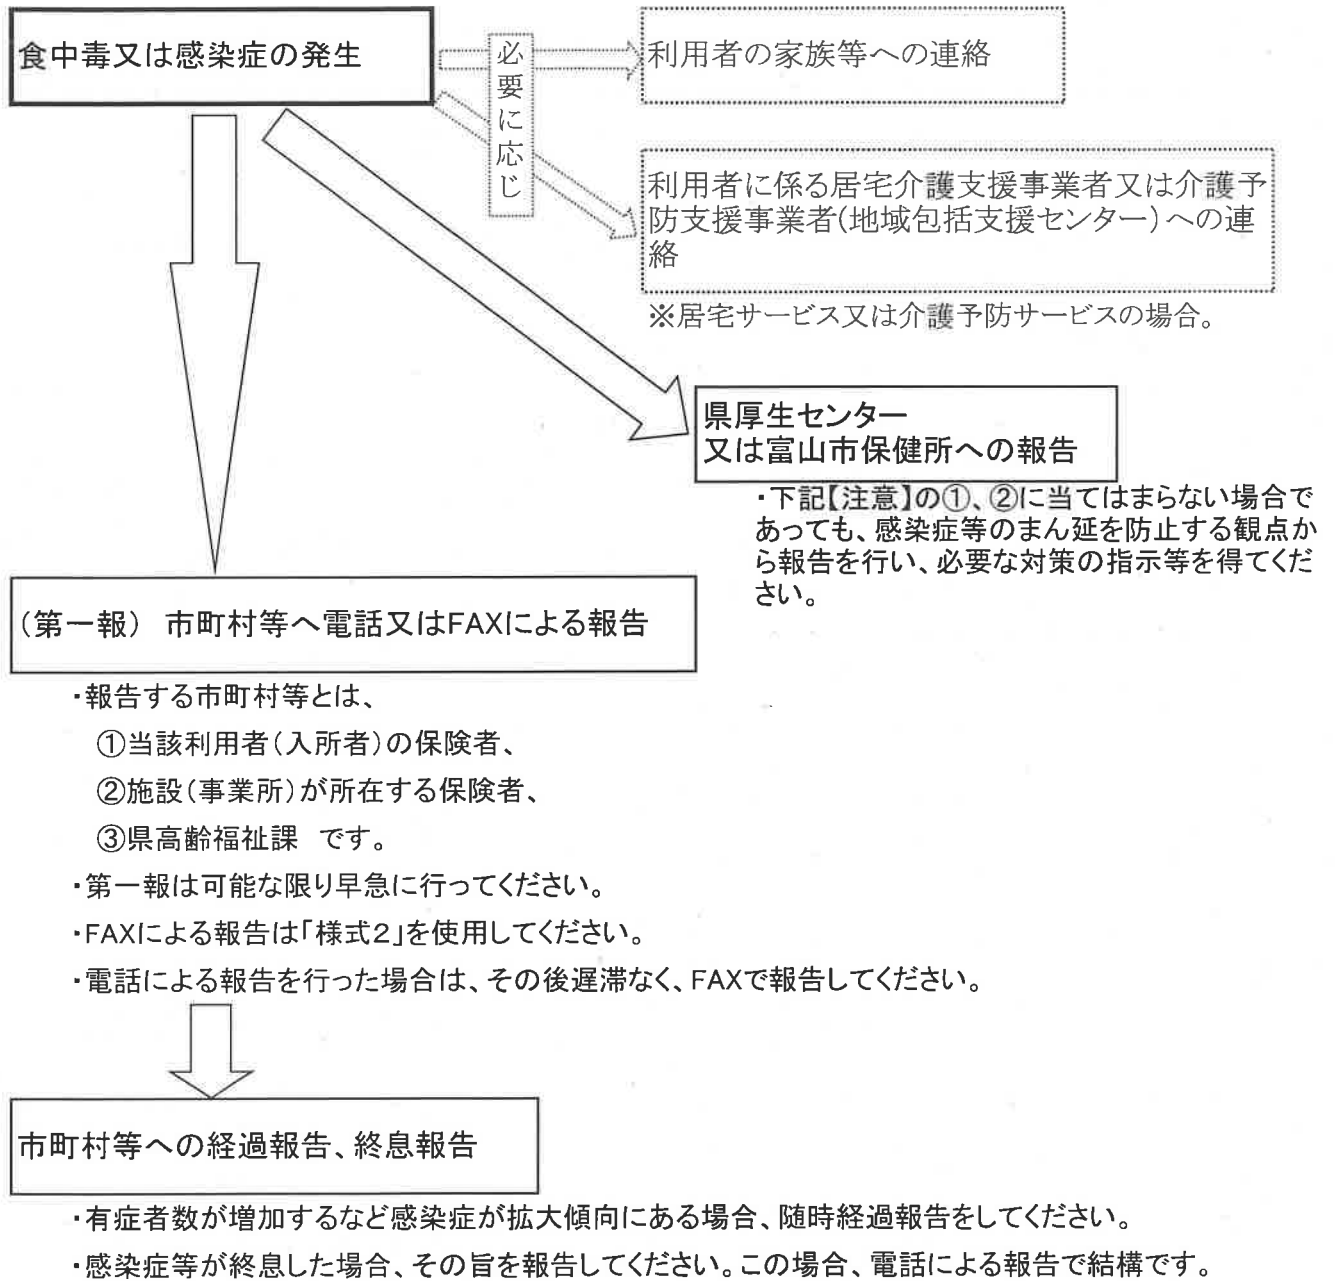 食中毒又は感染症の発生
必要に応じ
利用者の家族等への連絡
利用者に係る居宅介護支援事業者又は介護予
防支援事業者(地域包括支援センター)への連
絡
※居宅サービス又は介護予防サービスの場合。
県厚生センター
又は富山市保健所への報告
・下記【注意】の①、②に当てはまらない場合で
あっても、感染症等のまん延を防止する観点か
ら報告を行い、必要な対策の指示等を得てくだ
さい。
(第一報) 市町村等へ電話又はFAXによる報告
・報告する市町村等とは、
①当該利用者(入所者)の保険者、
②施設(事業所)が所在する保険者、
③県高齢福祉課 です。
・第一報は可能な限り早急に行ってください。
・FAXによる報告は「様式2」を使用してください。
・電話による報告を行った場合は、その後遅滞なく、FAXで報告してください。
市町村等への経過報告、終息報告
・有症者数が増加するなど感染症が拡大傾向にある場合、随時経過報告をしてください。
・感染症等が終息した場合、その旨を報告してください。この場合、電話による報告で結構です。